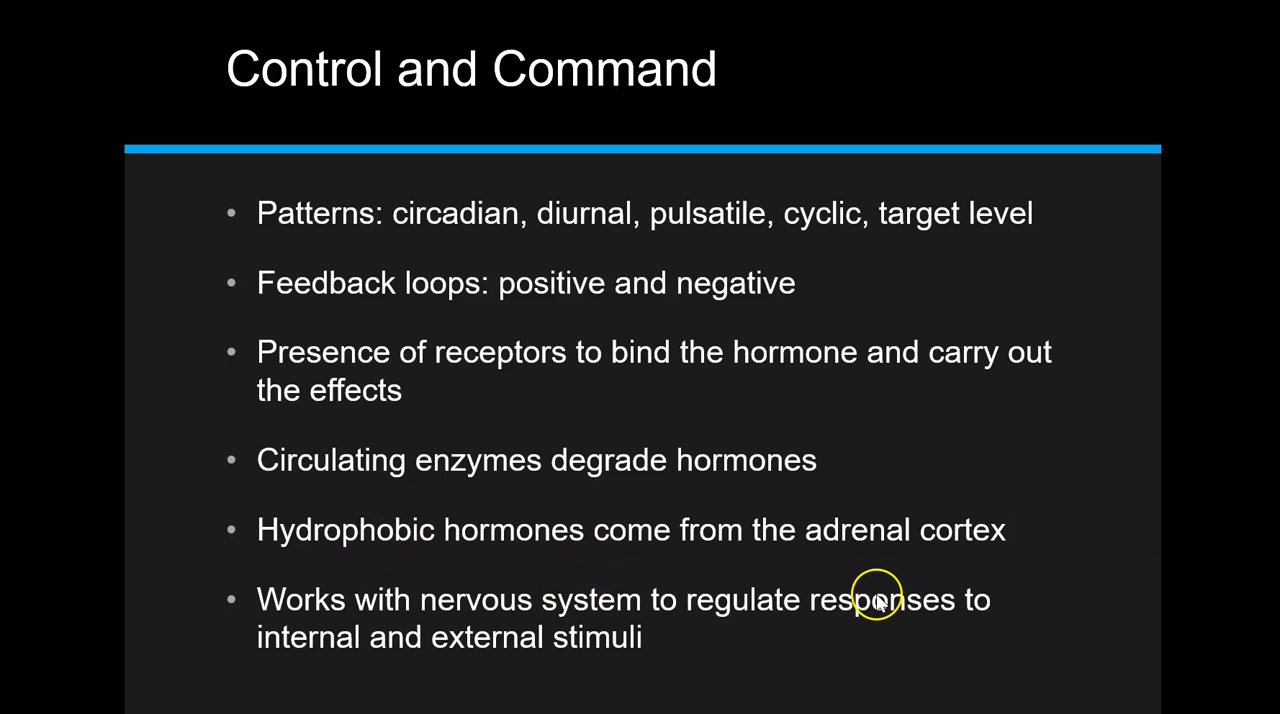 Control and Command
• Patterns: circadian, diurnal, pulsatile, cyclic, target level
• Feedback loops: positive and negative
• Presence of receptors to bind the hormone and carry out
the effects
• Circulating enzymes degrade hormones
• Hydrophobic hormones come from the adrenal cortex
• Works with nervous system to regulate responses to
internal and external stimuli